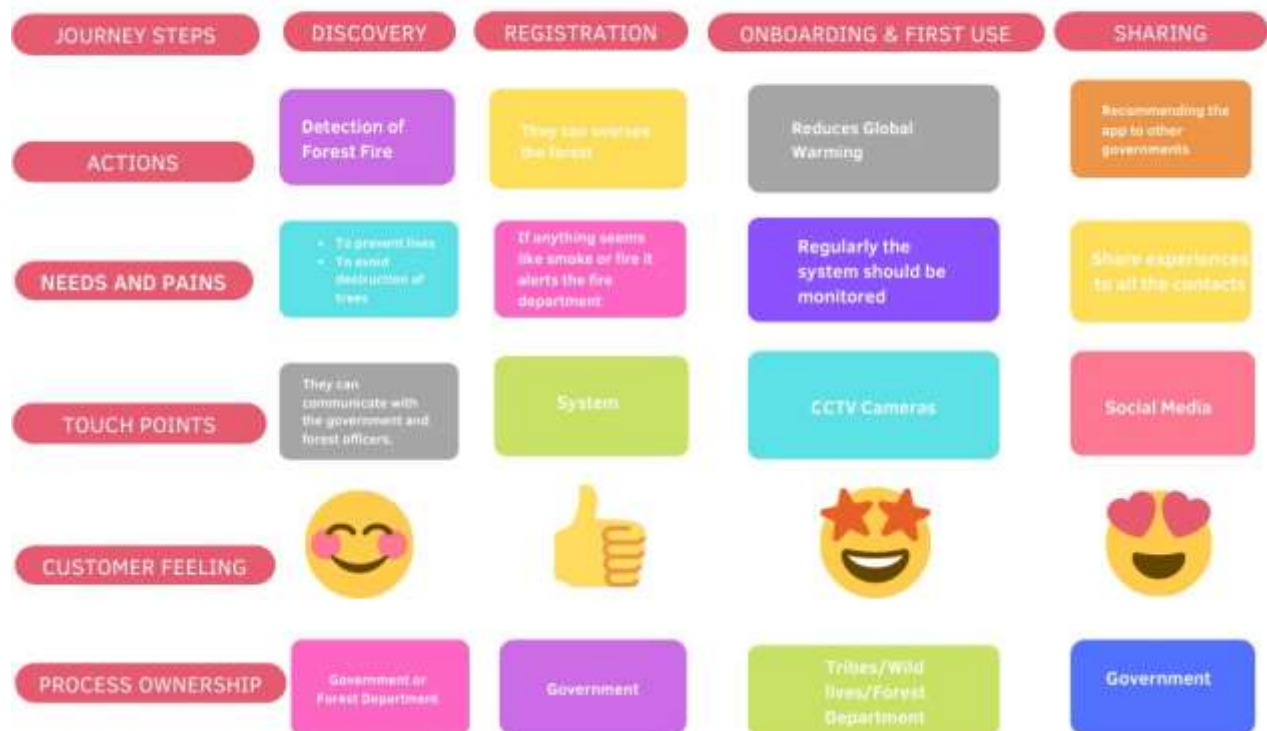 JOURNEY STEPS
DISCOVERY
REGISTRATION
ONBOARDING & FIRST USE
SHARING
ACTIONS
Detection of
Forest Fire
They can oversee
the forest
Reduces Global
Warming
Recommending the
app to other
governments
NEEDS AND PAINS
• To prevent lives
• To avoid
destruction of
trees
If anything seems
like smoke or fire it
alerts the fire
department
Regularly the
system should be
monitored
Share experiences
to all the contacts
TOUCH POINTS
They can
communicate with
the government and
forest officers.
System
CCTV Cameras
Social Media
CUSTOMER FEELING
PROCESS OWNERSHIP
Government or
Forest Department
Government
Tribes/Wild
lives/Forest
Department
Government